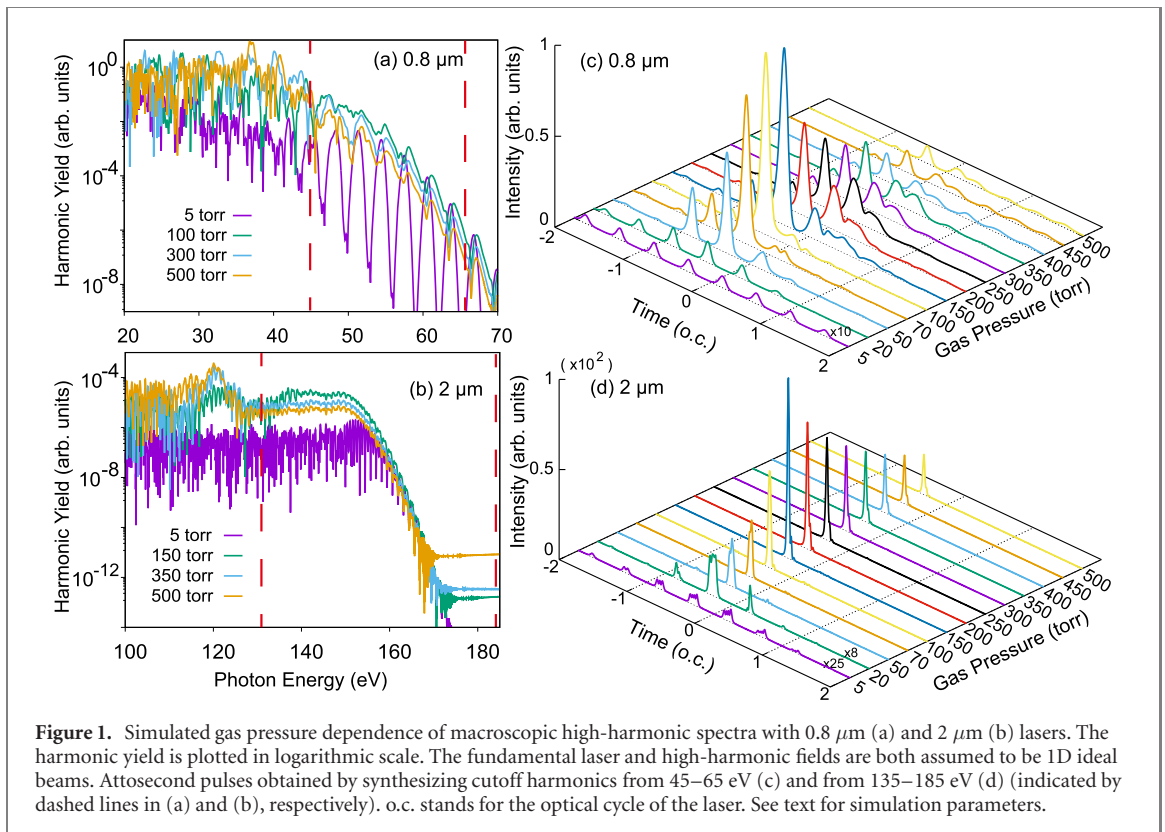 (a) 0.8 μm
Harmonic Yield (arb. units)
10⁰
10⁻⁴
10⁻⁸
5 torr
100 torr
300 torr
500 torr
20 30 40 50 60 70
(b) 2 μm
Harmonic Yield (arb. units)
10⁻⁴
10⁻⁸
10⁻¹²
5 torr
150 torr
350 torr
500 torr
100 120 140 160 180
Photon Energy (eV)
(c) 0.8 μm
Intensity (arb. units)
1
0.5
0
-2
-1
0
1
2
Time (o.c.)
x10
5
20
50
70
100
150
200
250
300
350
400
450
500
Gas Pressure (torr)
(x10²)
(d) 2 μm
Intensity (arb. units)
1
0.5
0
-2
-1
0
1
2
Time (o.c.)
x25
x8
5
20
50
70
100
150
200
250
300
350
400
450
500
Gas Pressure (torr)
Figure 1. Simulated gas pressure dependence of macroscopic high-harmonic spectra with 0.8 μm (a) and 2 μm (b) lasers. The
harmonic yield is plotted in logarithmic scale. The fundamental laser and high-harmonic fields are both assumed to be 1D ideal
beams. Attosecond pulses obtained by synthesizing cutoff harmonics from 45–65 eV (c) and from 135–185 eV (d) (indicated by
dashed lines in (a) and (b), respectively). o.c. stands for the optical cycle of the laser. See text for simulation parameters.